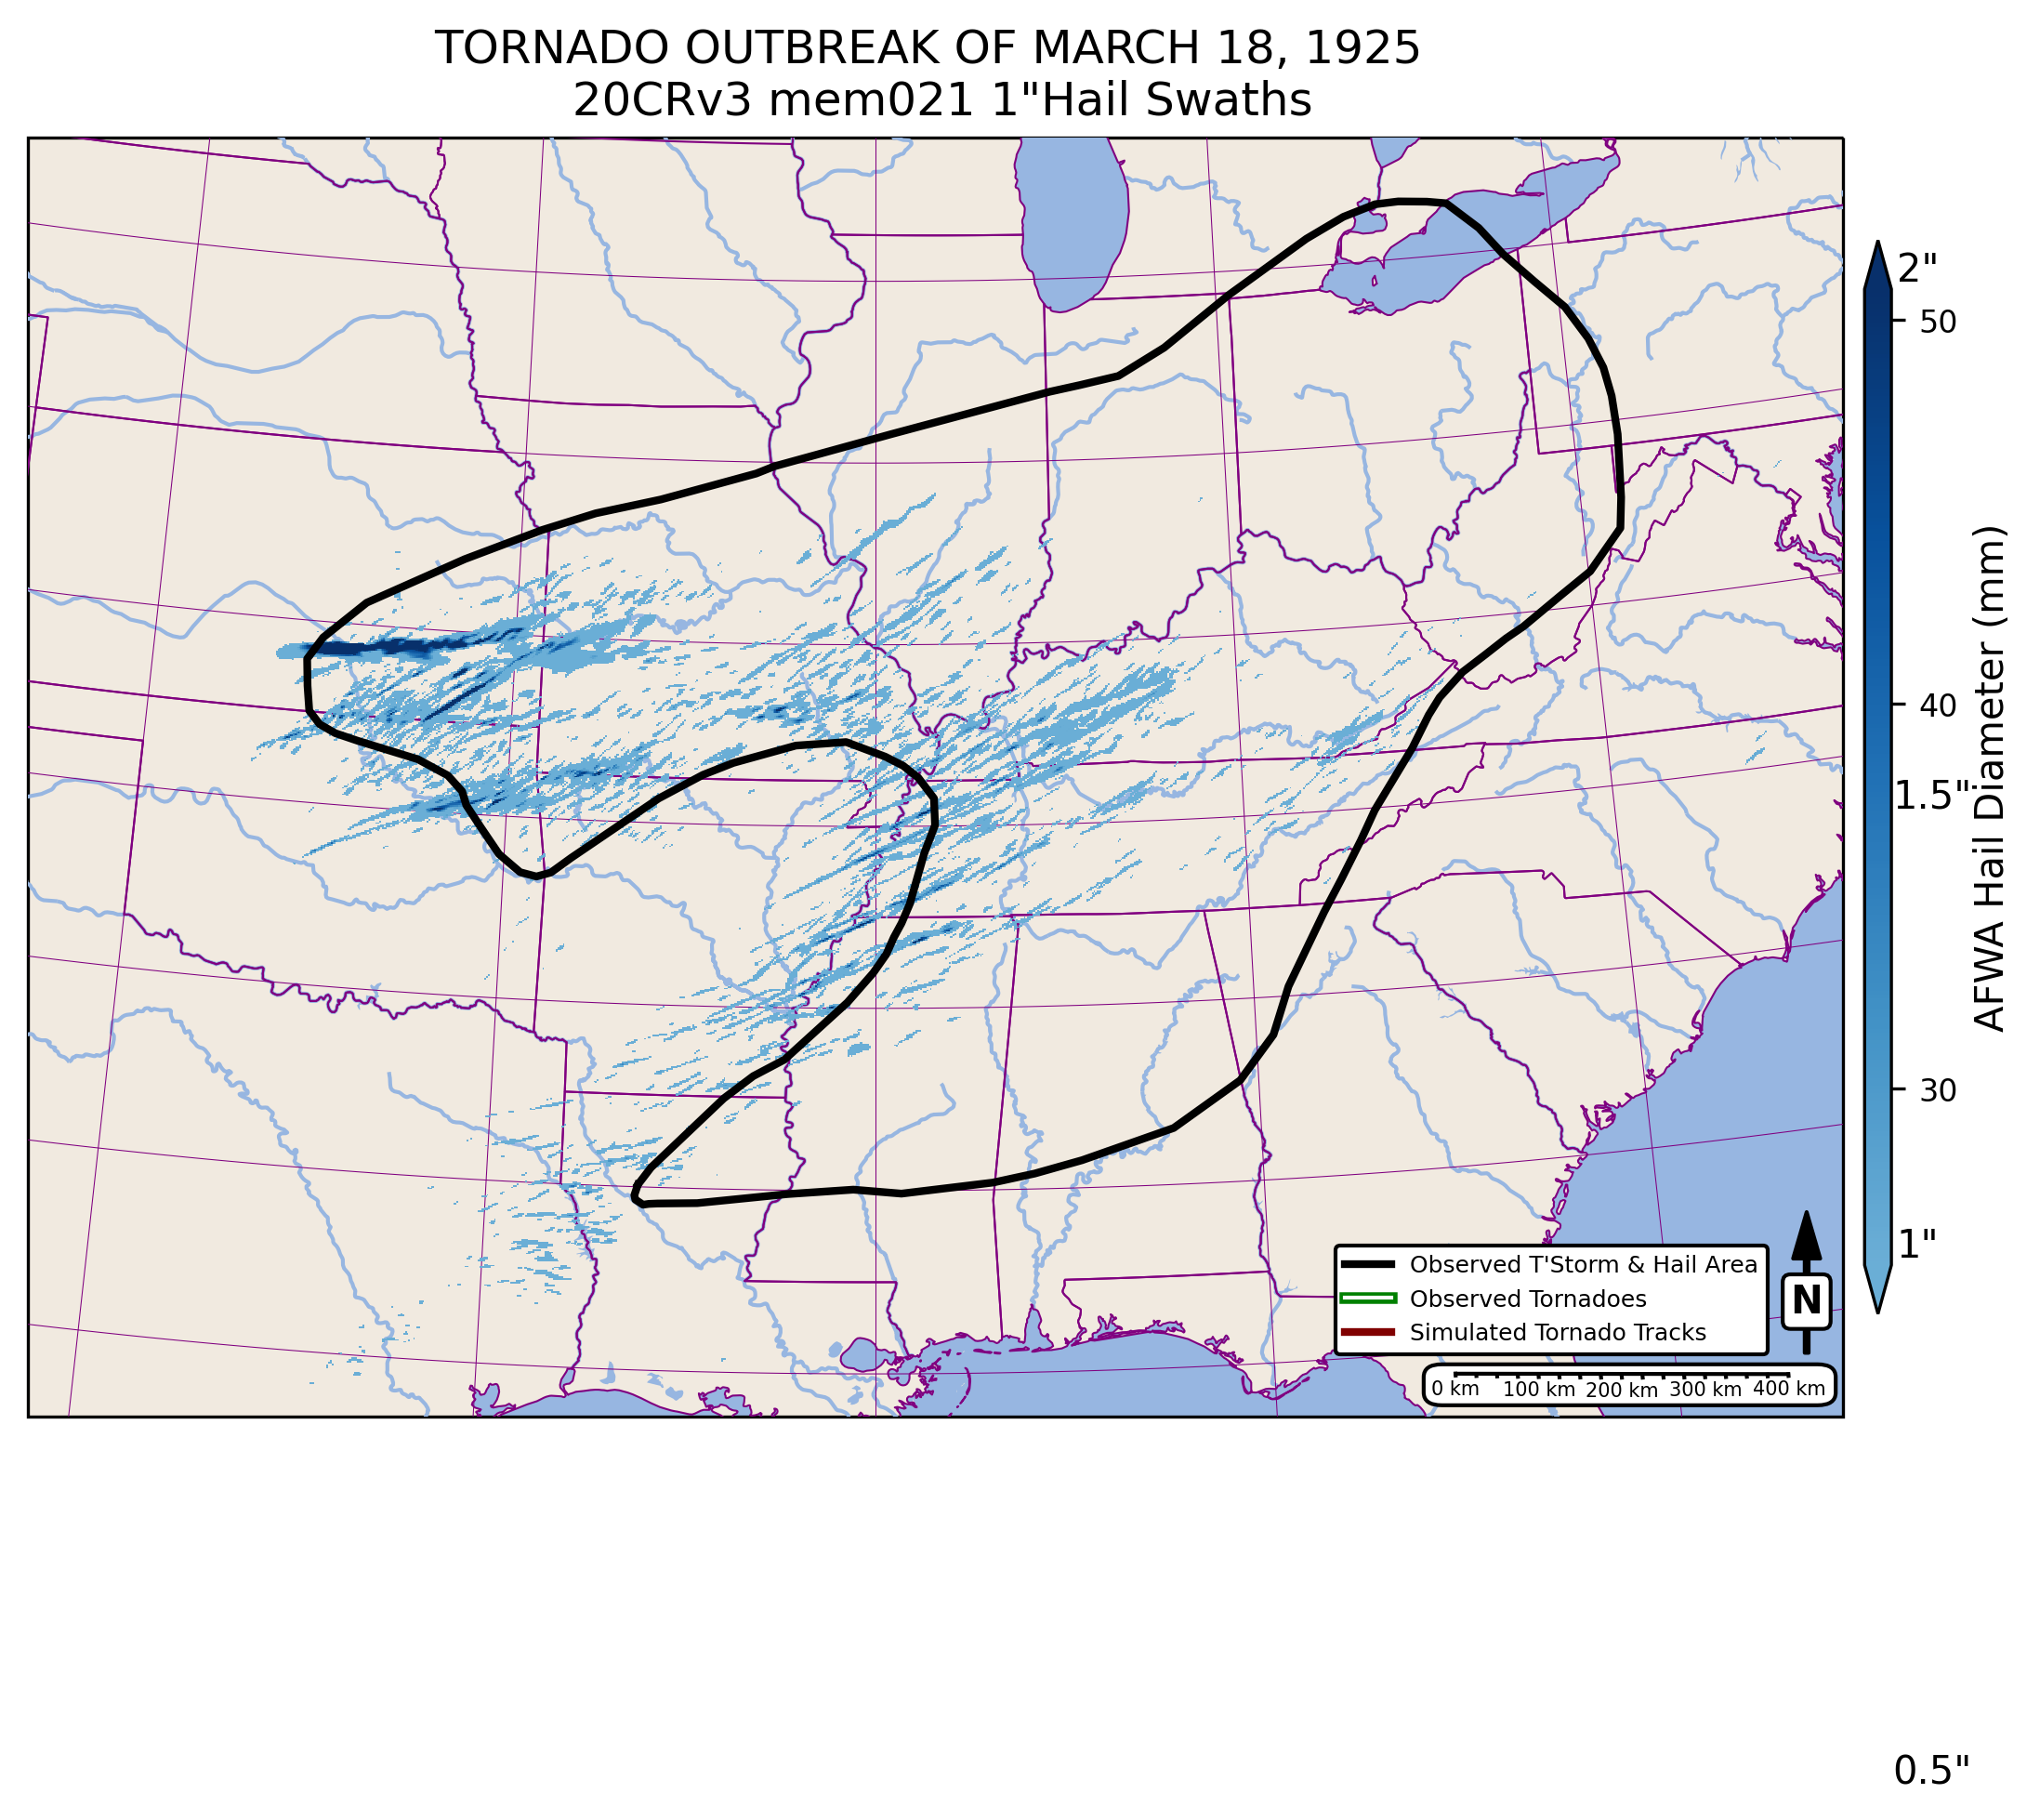 TORNADO OUTBREAK OF MARCH 18, 1925
20CRv3 mem021 1"Hail Swaths
2"
50
40
1.5"
30
1"
AFWA Hail Diameter (mm)
Observed T'Storm & Hail Area
Observed Tornadoes
Simulated Tornado Tracks
N
0 km 100 km 200 km 300 km 400 km
0.5"